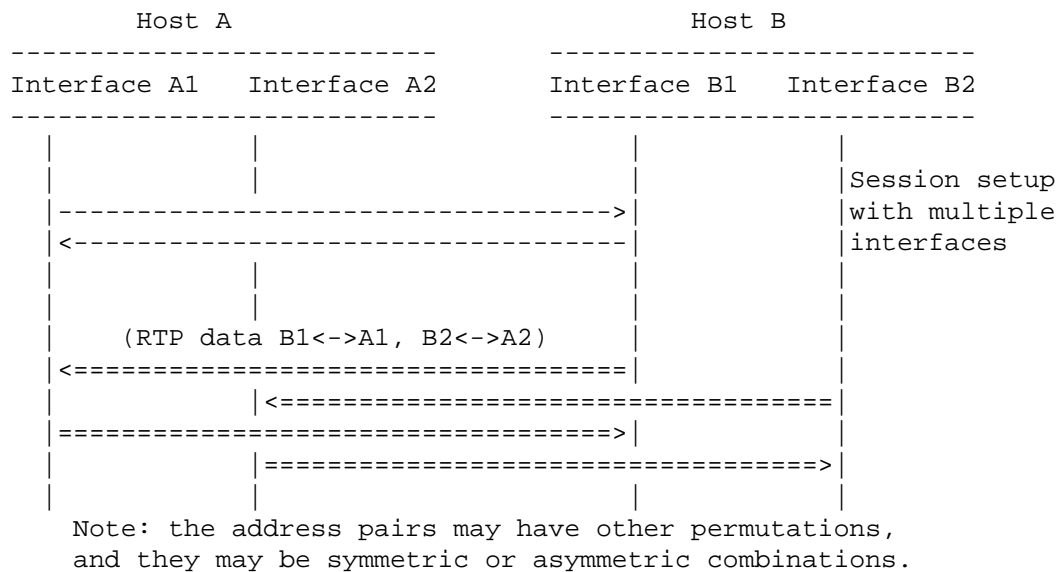 Host A Host B
Interface A1 Interface A2 Interface B1 Interface B2
Session setup
with multiple
interfaces
(RTP data B1<->A1, B2<->A2)
Note: the address pairs may have other permutations,
and they may be symmetric or asymmetric combinations.